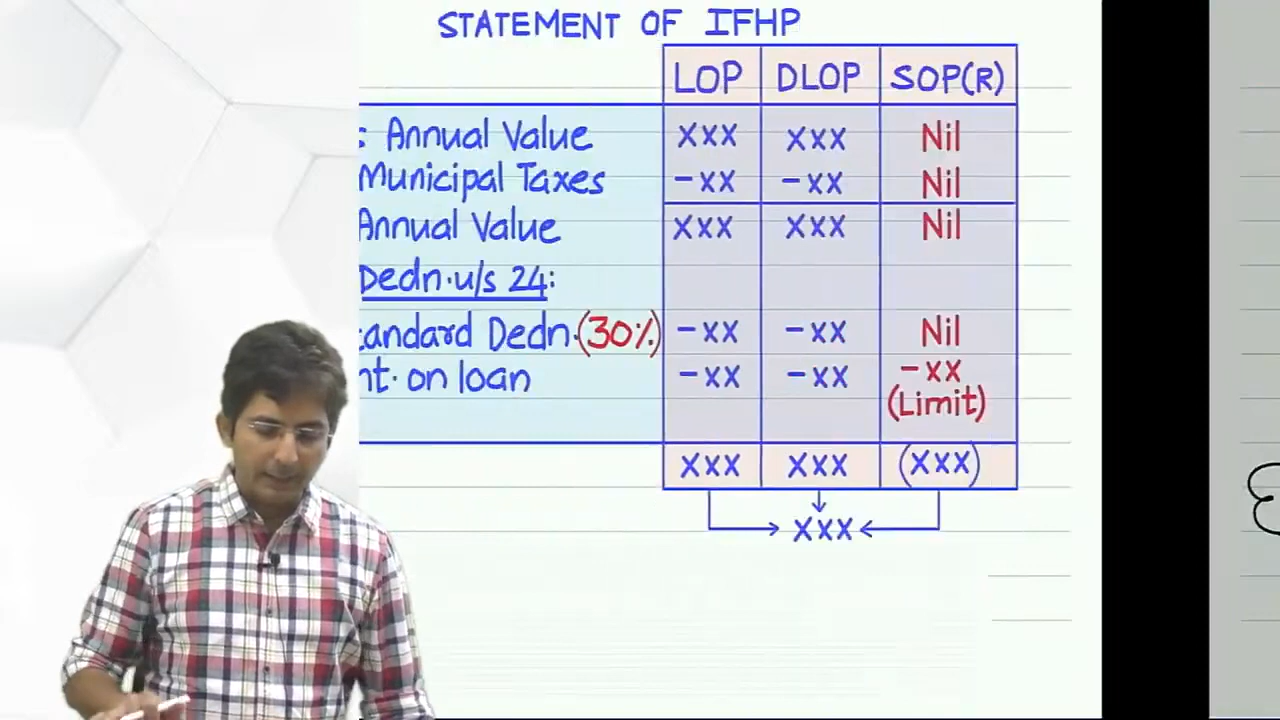 STATEMENT OF IFHP
LOP DLOP SOP(R)
s Annual Value XXX XXX Nil
Municipal Taxes -XX -XX Nil
Annual Value XXX XXX Nil
Dedn. u/s 24:
tandard Dedn. (30%) -XX -XX Nil
nt. on loan -XX -XX -XX
(Limit)
XXX XXX (XXX)
XXX